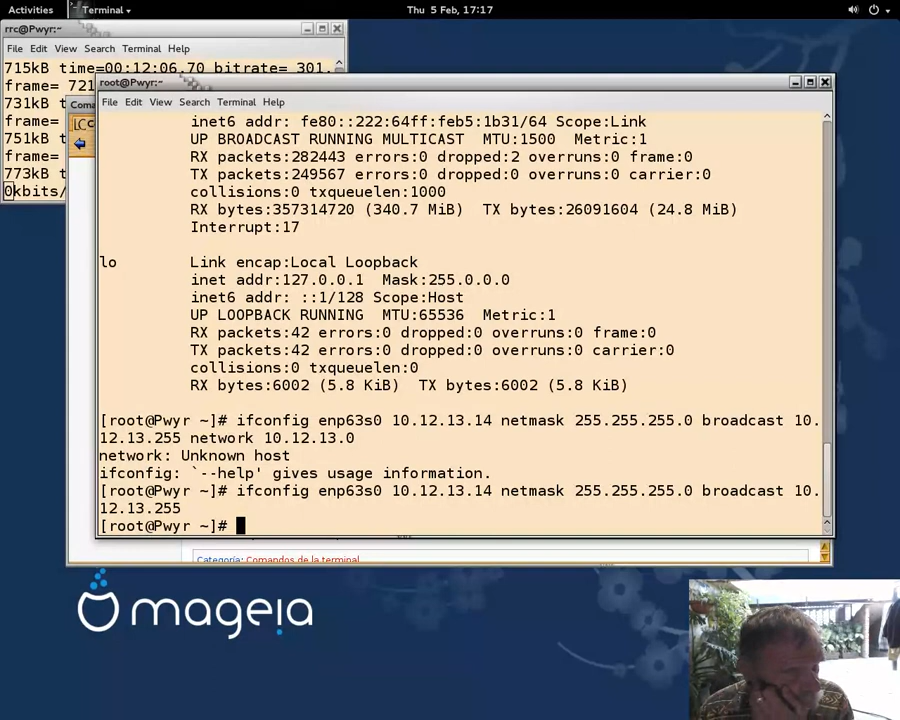 Activities
Terminal
Thu 5 Feb, 17:17
rrc@Pwyr:~
File Edit View Search Terminal Help
715kB time=00:12:06.70 bitrate= 301.
frame= 721
731kB t
frame=
751kB t
frame=
773kB t
0kbits/
root@Pwyr:~
File Edit View Search Terminal Help
inet6 addr: fe80::222:64ff:feb5:1b31/64 Scope:Link
UP BROADCAST RUNNING MULTICAST MTU:1500 Metric:1
RX packets:282443 errors:0 dropped:2 overruns:0 frame:0
TX packets:249567 errors:0 dropped:0 overruns:0 carrier:0
collisions:0 txqueuelen:1000
RX bytes:357314720 (340.7 MiB) TX bytes:26091604 (24.8 MiB)
Interrupt:17
lo Link encap:Local Loopback
inet addr:127.0.0.1 Mask:255.0.0.0
inet6 addr: ::1/128 Scope:Host
UP LOOPBACK RUNNING MTU:65536 Metric:1
RX packets:42 errors:0 dropped:0 overruns:0 frame:0
TX packets:42 errors:0 dropped:0 overruns:0 carrier:0
collisions:0 txqueuelen:0
RX bytes:6002 (5.8 KiB) TX bytes:6002 (5.8 KiB)
[root@Pwyr ~]# ifconfig enp63s0 10.12.13.14 netmask 255.255.255.0 broadcast 10.
12.13.255 network 10.12.13.0
network: Unknown host
ifconfig: `--help' gives usage information.
[root@Pwyr ~]# ifconfig enp63s0 10.12.13.14 netmask 255.255.255.0 broadcast 10.
12.13.255
[root@Pwyr ~]#
Categoría: Comandos de la terminal
mageia